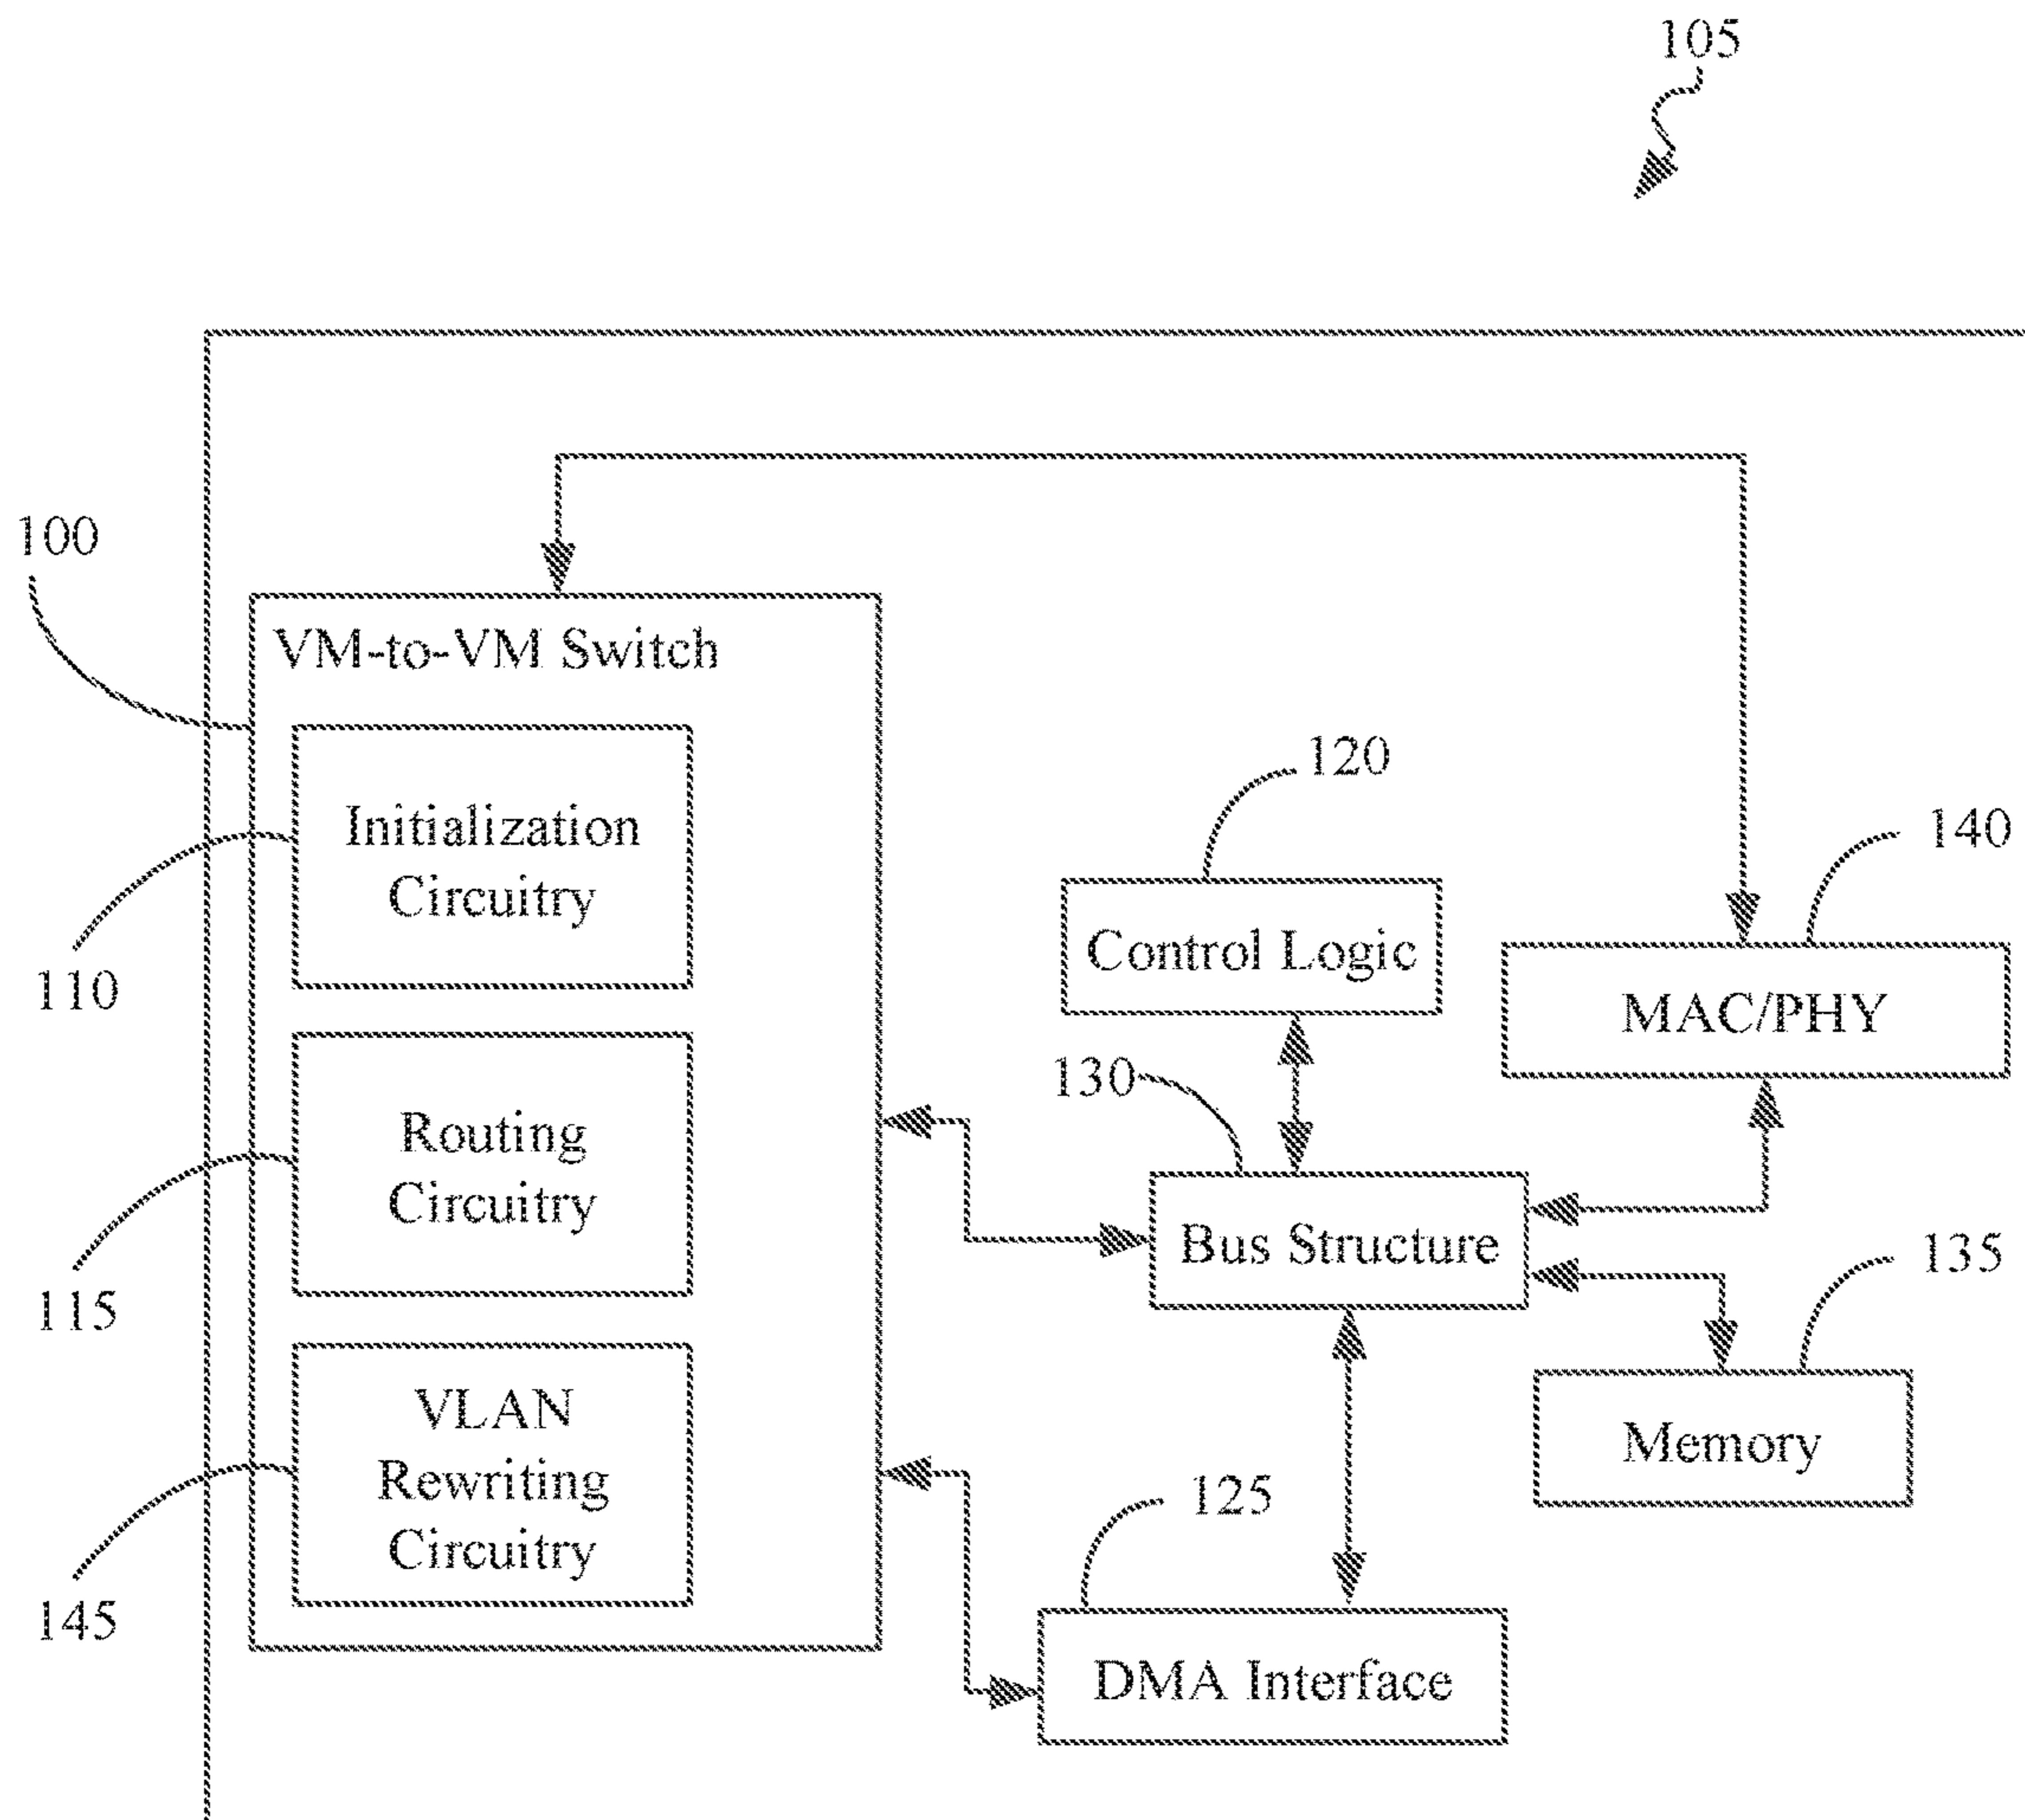 105
100
VM-to-VM Switch
Initialization
Circuitry
110
120
140
Control Logic
MAC/PHY
130
Routing
Circuitry
115
Bus Structure
135
VLAN
Rewriting
Circuitry
145
Memory
125
DMA Interface